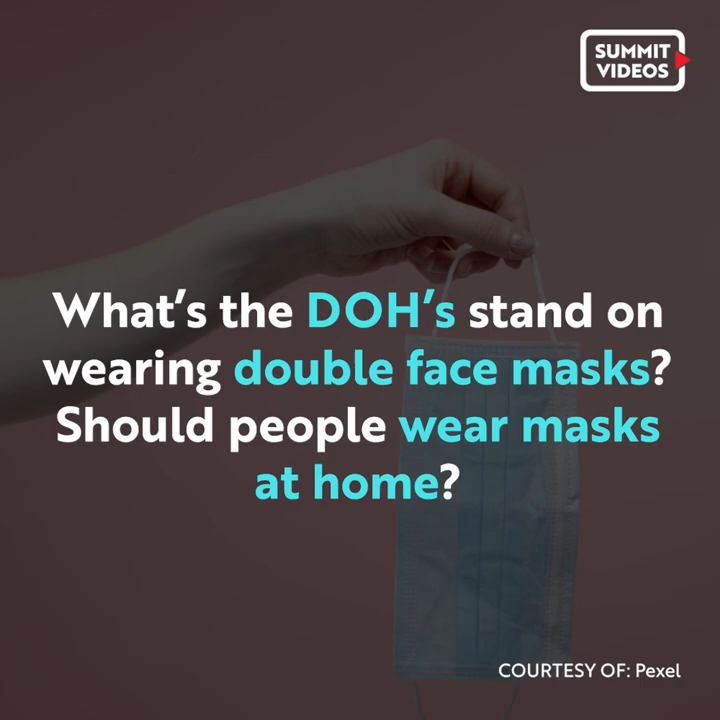 SUMMIT
VIDEOS
What's the DOH's stand on
wearing double face masks?
Should people wear masks
at home?
COURTESY OF: Pexel